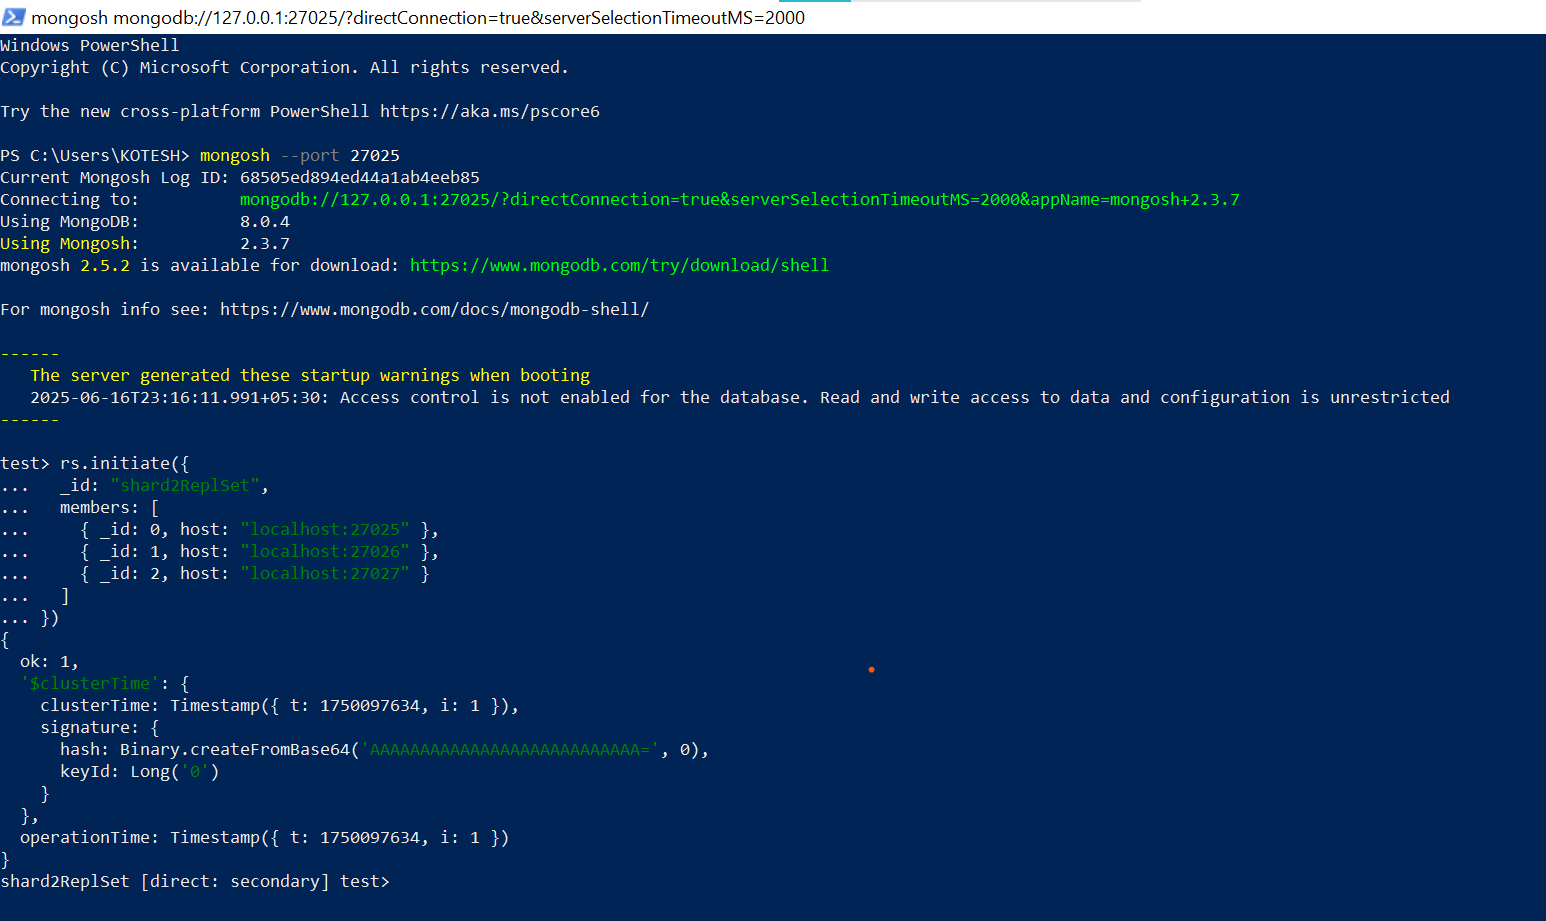 mongosh mongodb://127.0.0.1:27025/?directConnection=true&serverSelectionTimeoutMS=2000
Windows PowerShell
Copyright (C) Microsoft Corporation. All rights reserved.
Try the new cross-platform PowerShell https://aka.ms/pscore6
PS C:\Users\KOTESH> mongosh --port 27025
Current Mongosh Log ID: 68505ed894ed44a1ab4eeb85
Connecting to:          mongodb://127.0.0.1:27025/?directConnection=true&serverSelectionTimeoutMS=2000&appName=mongosh+2.3.7
Using MongoDB:          8.0.4
Using Mongosh:          2.3.7
mongosh 2.5.2 is available for download: https://www.mongodb.com/try/download/shell
For mongosh info see: https://www.mongodb.com/docs/mongodb-shell/
------
   The server generated these startup warnings when booting
   2025-06-16T23:16:11.991+05:30: Access control is not enabled for the database. Read and write access to data and configuration is unrestricted
------
test> rs.initiate({
...   _id: "shard2ReplSet",
...   members: [
...     { _id: 0, host: "localhost:27025" },
...     { _id: 1, host: "localhost:27026" },
...     { _id: 2, host: "localhost:27027" }
...   ]
... })
{
  ok: 1,
  '$clusterTime': {
    clusterTime: Timestamp({ t: 1750097634, i: 1 }),
    signature: {
      hash: Binary.createFromBase64('AAAAAAAAAAAAAAAAAAAAAAAAAAA=', 0),
      keyId: Long('0')
    }
  },
  operationTime: Timestamp({ t: 1750097634, i: 1 })
}
shard2ReplSet [direct: secondary] test>